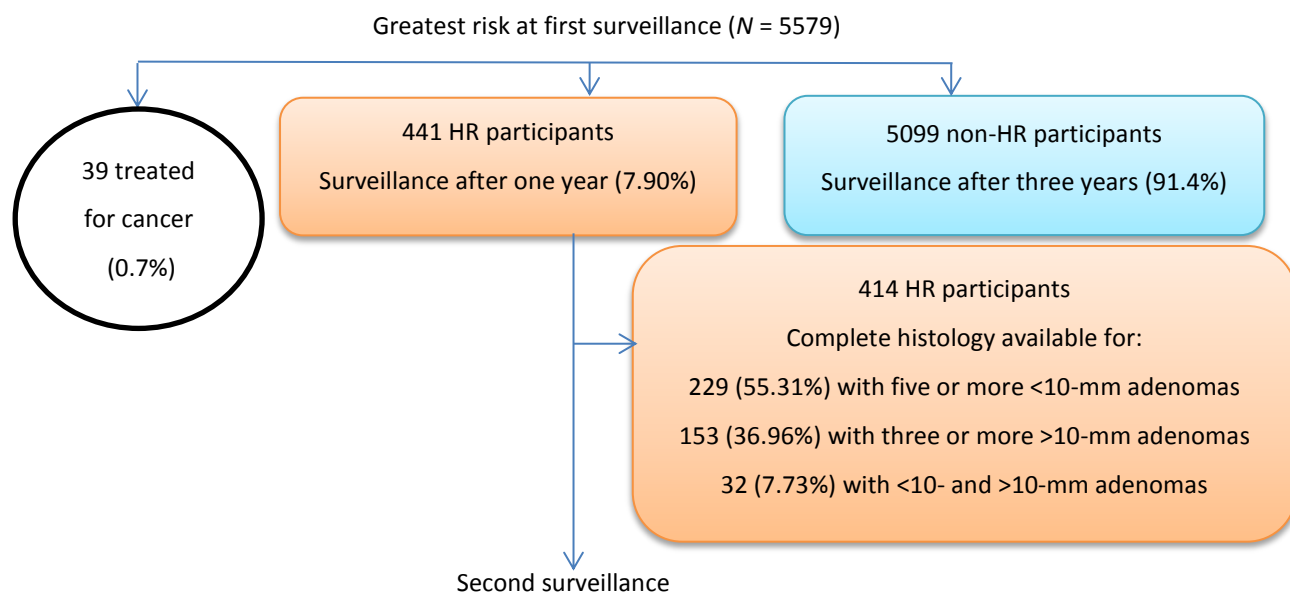 Greatest risk at first surveillance (N = 5579)
39 treated
for cancer
(0.7%)
441 HR participants
Surveillance after one year (7.90%)
5099 non-HR participants
Surveillance after three years (91.4%)
414 HR participants
Complete histology available for:
229 (55.31%) with five or more <10-mm adenomas
153 (36.96%) with three or more >10-mm adenomas
32 (7.73%) with <10- and >10-mm adenomas
Second surveillance